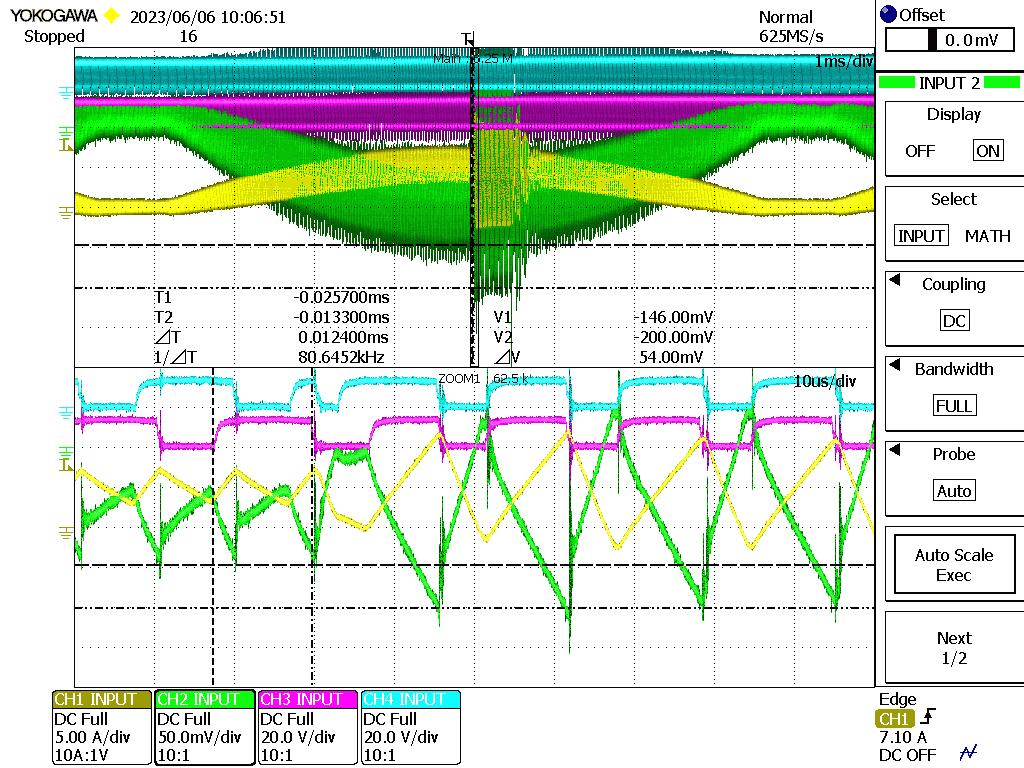 YOKOGAWA 2023/06/06 10:06:51 Normal
Stopped 16 625MS/s
Offset
0.0mV
Main 1ms/div
INPUT 2
Display
OFF ON
Select
INPUT MATH
Coupling
DC
Bandwidth
FULL
Probe
Auto
Auto Scale
Exec
Next
1/2
T1 -0.025700ms
T2 -0.013300ms V1 -146.00mV
⊿T 0.012400ms V2 -200.00mV
1/⊿T 80.6452kHz ⊿V 54.00mV
ZOOM1 62.5 k 10us/div
CH1 INPUT CH2 INPUT CH3 INPUT CH4 INPUT
DC Full DC Full DC Full DC Full
5.00 A/div 50.0mV/div 20.0 V/div 20.0 V/div
10A:1V 10:1 10:1 10:1
Edge
CH1
7.10 A
DC OFF